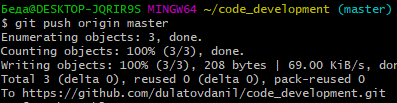 Беда@DESKTOP-JQRIR9S MINGW64 ~/code_development (master)
$ git push origin master
Enumerating objects: 3, done.
Counting objects: 100% (3/3), done.
Writing objects: 100% (3/3), 208 bytes | 69.00 KiB/s, don
Total 3 (delta 0), reused 0 (delta 0), pack-reused 0
To https://github.com/dulatovdanil/code_development.git